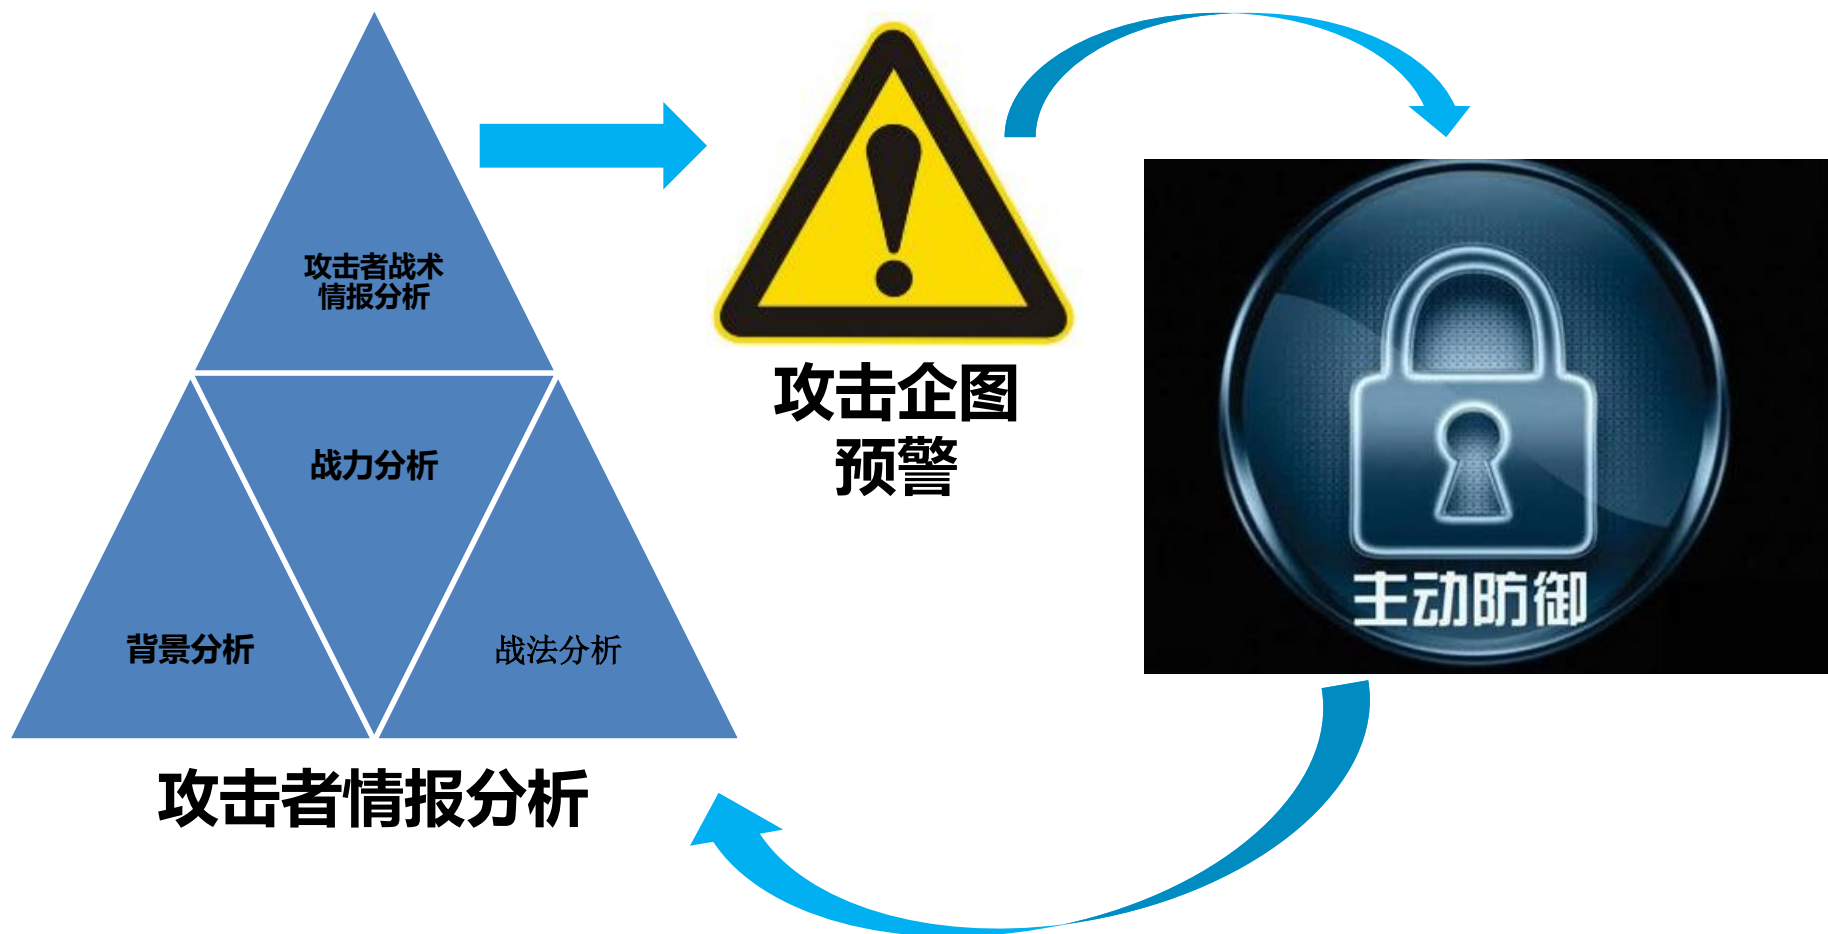 攻击者战术
情报分析
战力分析
背景分析
战法分析
攻击者情报分析
攻击企图
预警
主动防御